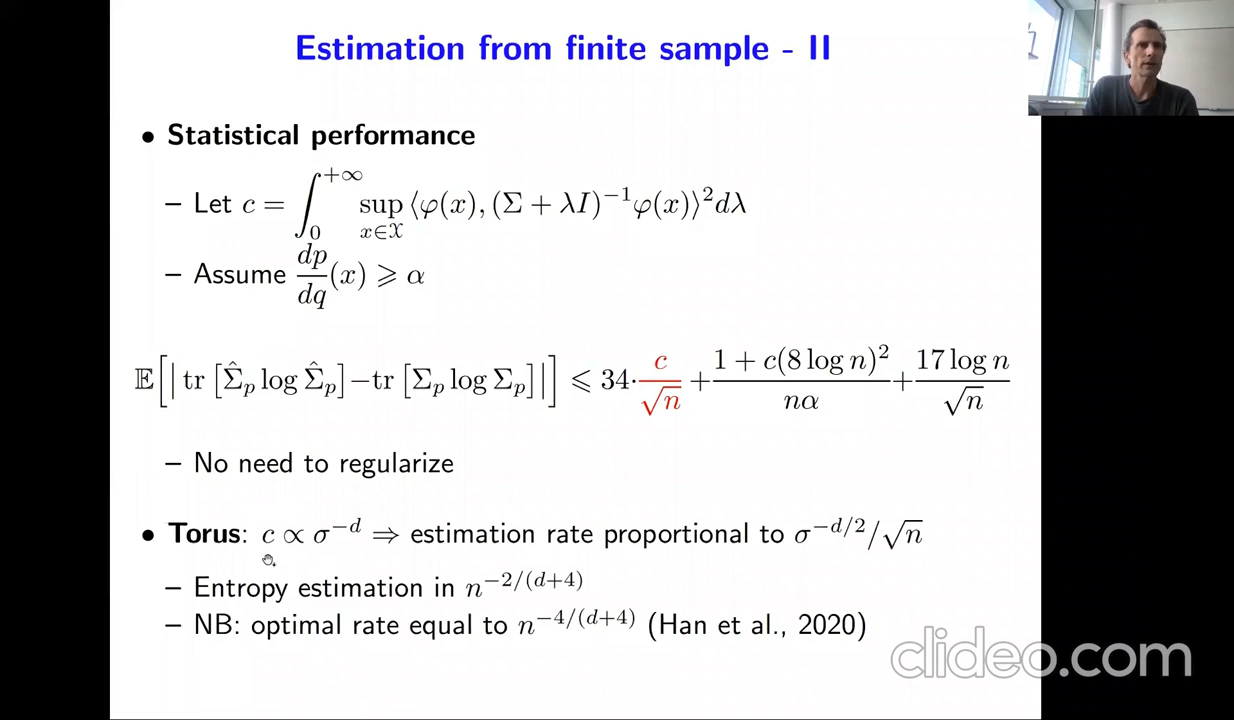 Estimation from finite sample - II
• Statistical performance
– Let c = ∫₀^{+∞} sup_{x∈𝒳} ⟨φ(x), (Σ + λI)⁻¹φ(x)⟩² dλ
– Assume dp/dq (x) ⩾ α
𝔼[| tr [Σ̂_p log Σ̂_p] − tr [Σ_p log Σ_p] |] ⩽ 34 · c/√n + (1 + c(8 log n)²)/(nα) + (17 log n)/√n
– No need to regularize
• Torus: c ∝ σ^{−d} ⇒ estimation rate proportional to σ^{−d/2}/√n
– Entropy estimation in n^{−2/(d+4)}
– NB: optimal rate equal to n^{−4/(d+4)} (Han et al., 2020)
clideo.com